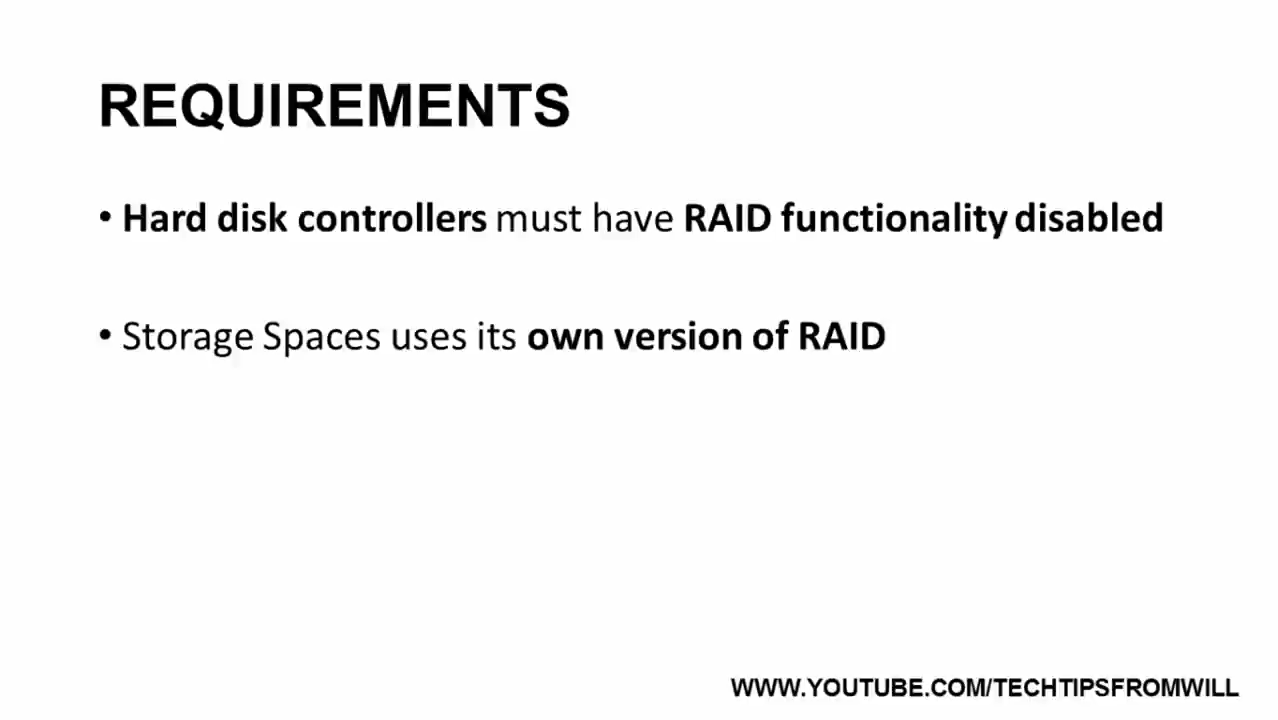 REQUIREMENTS
• Hard disk controllers must have RAID functionality disabled
• Storage Spaces uses its own version of RAID
WWW.YOUTUBE.COM/TECHTIPSFROMWILL